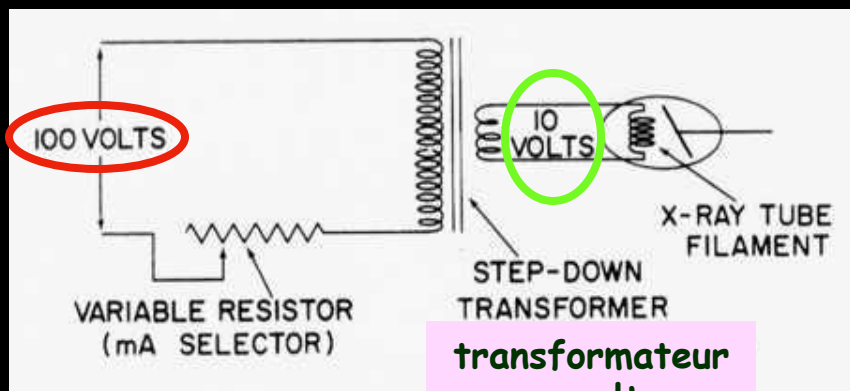 100 VOLTS
10
VOLTS
X-RAY TUBE
FILAMENT
STEP-DOWN
TRANSFORMER
VARIABLE RESISTOR
(mA SELECTOR)
transformateur